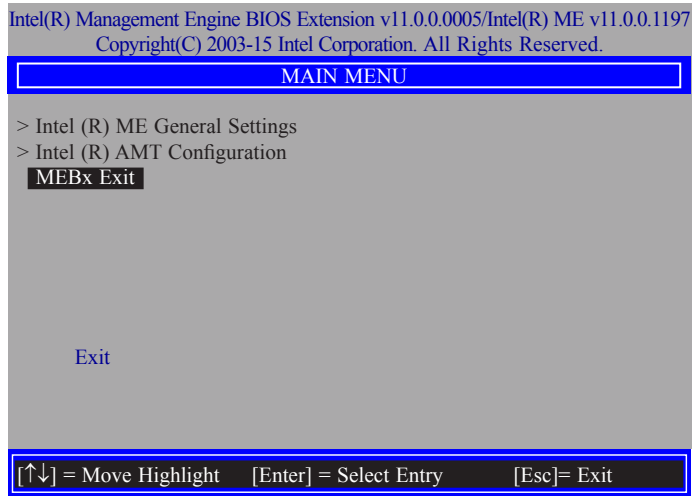 Intel(R) Management Engine BIOS Extension v11.0.0.0005/Intel(R) ME v11.0.0.1197
Copyright(C) 2003-15 Intel Corporation. All Rights Reserved.
MAIN MENU
> Intel (R) ME General Settings
> Intel (R) AMT Configuration
MEBx Exit
Exit
[↑↓] = Move Highlight [Enter] = Select Entry [Esc]= Exit